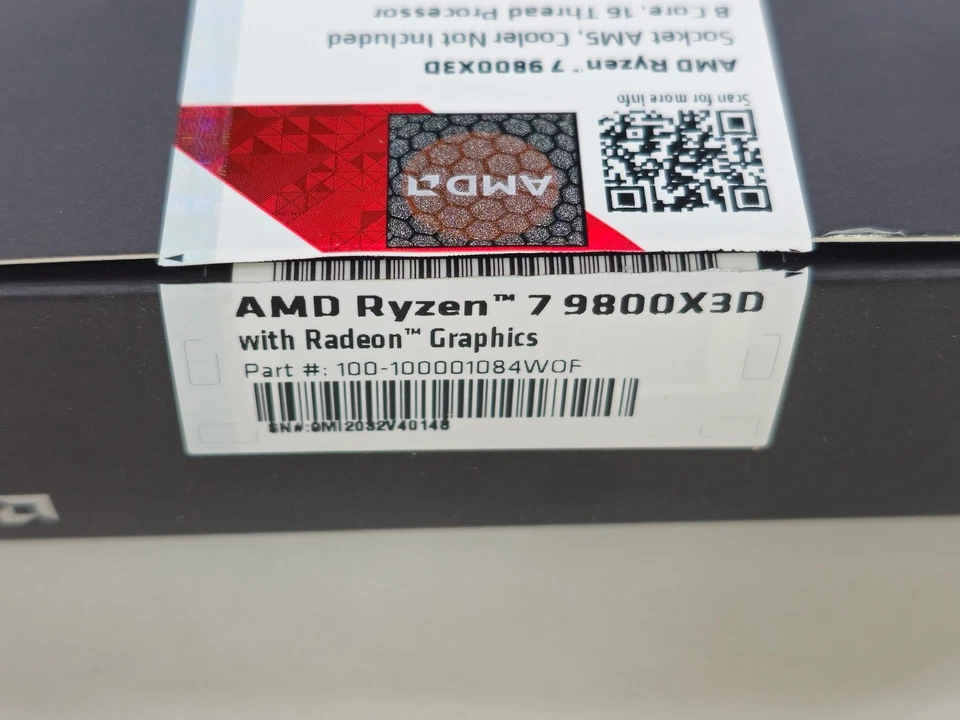 8 Core, 16 Thread Processor
Socket AM5, Cooler Not Included
AMD Ryzen™ 7 9800X3D
Scan for more info
AMD
AMD Ryzen™ 7 9800X3D
with Radeon™ Graphics
Part #: 100-100001084WOF
SN#:9MI2032V40148